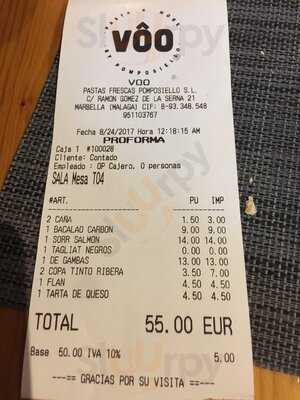 VÔO
POMPOSIELLO
VOO
PASTAS FRESCAS POMPOSIELLO S.L.
C/ RAMON GOMEZ DE LA SERNA 21
MARBELLA (MALAGA) CIF: B-93.348.548
951103767
Fecha 8/24/2017 Hora 12:18:15 AM
PROFORMA
Caja 1 #100028
Cliente: Contado
Empleado : OP Cajero, 0 personas
SALA Mesa T04
#ART. PU IMP
2 CAÑA 1.50 3.00
1 BACALAO CARBON 9.00 9.00
1 SORR SALMON 14.00 14.00
1 TAGLIAT NEGROS 0.00 0.00
1 DE GAMBAS 13.00 13.00
2 COPA TINTO RIBERA 3.50 7.00
1 FLAN 4.50 4.50
1 TARTA DE QUESO 4.50 4.50
TOTAL 55.00 EUR
Base 50.00 IVA 10% 5.00
---== GRACIAS POR SU VISITA ==---